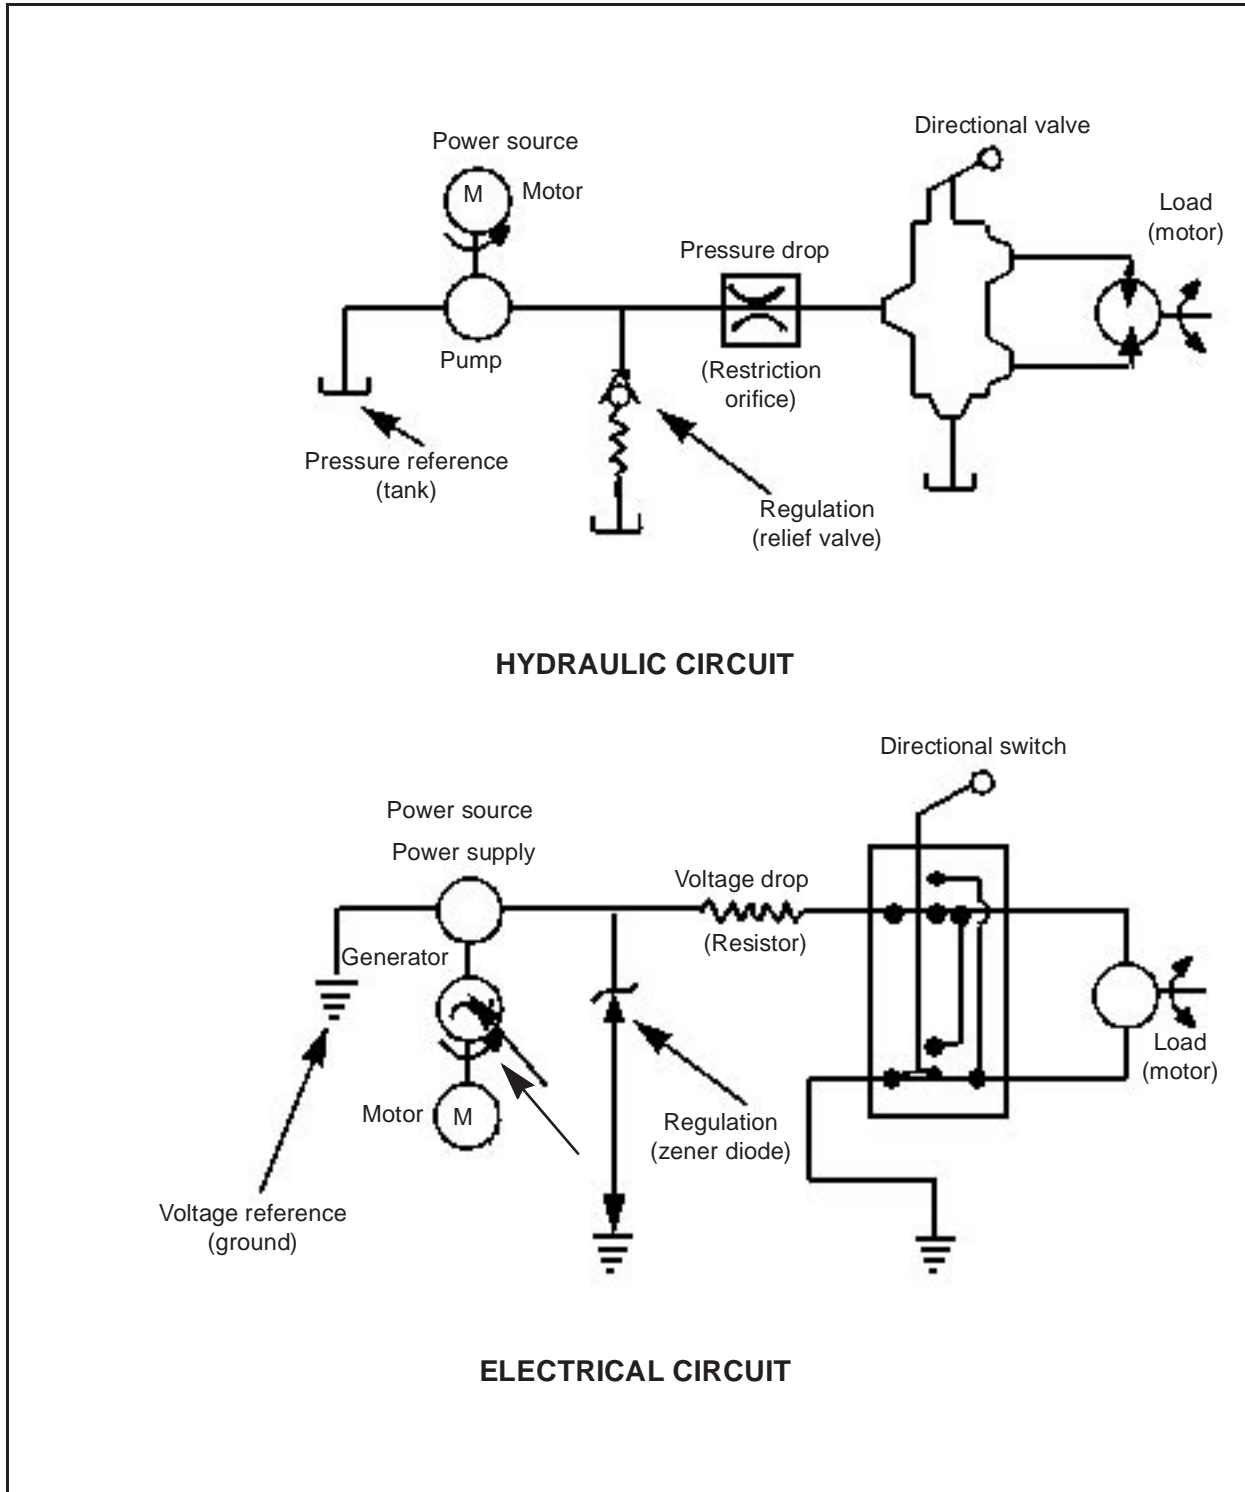 Directional valve
Power source
M
Motor
Load
(motor)
Pressure drop
Pump
(Restriction
orifice)
Pressure reference
(tank)
Regulation
(relief valve)
HYDRAULIC CIRCUIT
Directional switch
Power source
Power supply
Voltage drop
(Resistor)
Generator
Load
(motor)
Motor
M
Regulation
(zener diode)
Voltage reference
(ground)
ELECTRICAL CIRCUIT